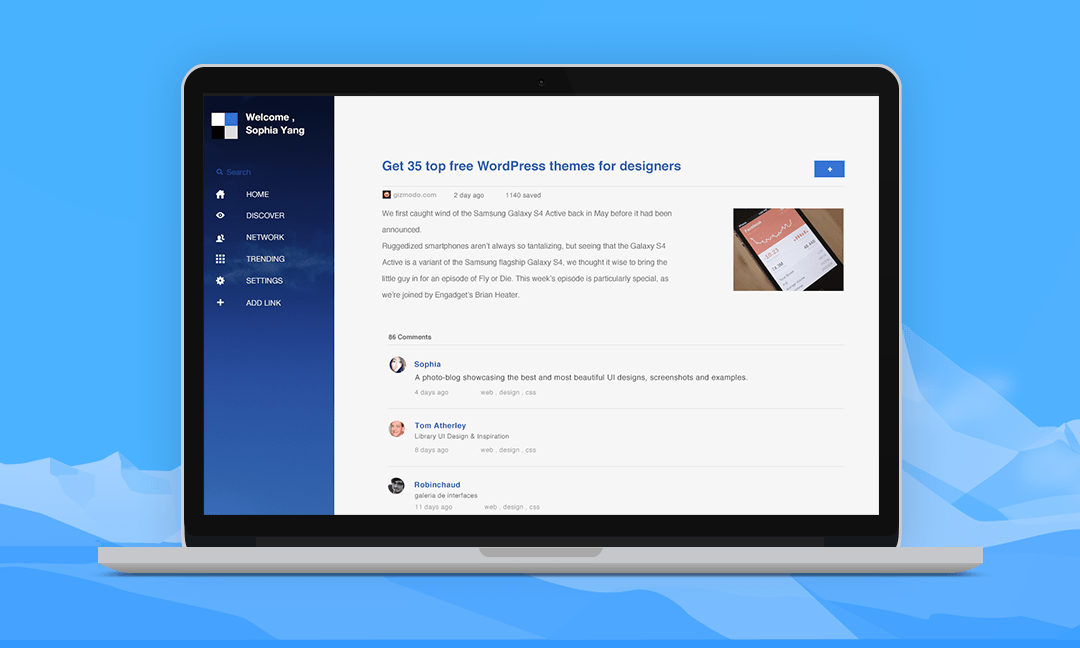 Welcome ,
Sophia Yang
Search
HOME
DISCOVER
NETWORK
TRENDING
SETTINGS
ADD LINK
Get 35 top free WordPress themes for designers
+
gizmodo.com 2 day ago 1140 saved
We first caught wind of the Samsung Galaxy S4 Active back in May before it had been
announced.
Ruggedized smartphones aren't always so tantalizing, but seeing that the Galaxy S4
Active is a variant of the Samsung flagship Galaxy S4, we thought it wise to bring the
little guy in for an episode of Fly or Die. This week's episode is particularly special, as
we're joined by Engadget's Brian Heater.
Facebook
-10.23
86 Comments
Sophia
A photo-blog showcasing the best and most beautiful UI designs, screenshots and examples.
4 days ago web . design . css
Tom Atherley
Library UI Design & Inspiration
8 days ago web . design . css
Robinchaud
galeria de interfaces
11 days ago web . design . css